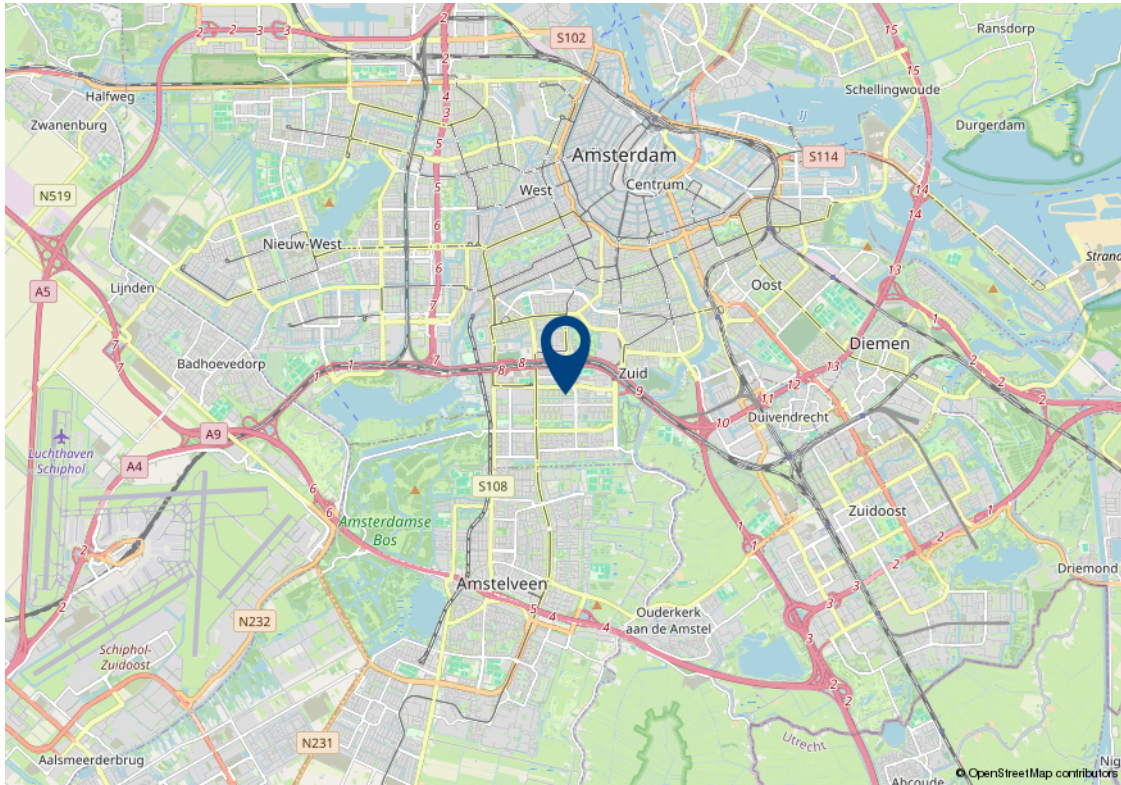 Ransdorp
S102
Halfweg
Schellingwoude
Zwanenburg
IJ
Durgerdam
Amsterdam
S114
Centrum
West
N519
Nieuw-West
Strand
Oost
A5
Lijnden
Badhoevedorp
Diemen
Zuid
Duivendrecht
A9
Luchthaven
Schiphol
A4
S108
Zuidoost
Amsterdamse
Bos
Driemond
Amstelveen
Ouderkerk
aan de Amstel
N232
Schiphol-
Zuidoost
N231
Utrecht
Aalsmeerderbrug
Nig
Abcoude
© OpenStreetMap contributors